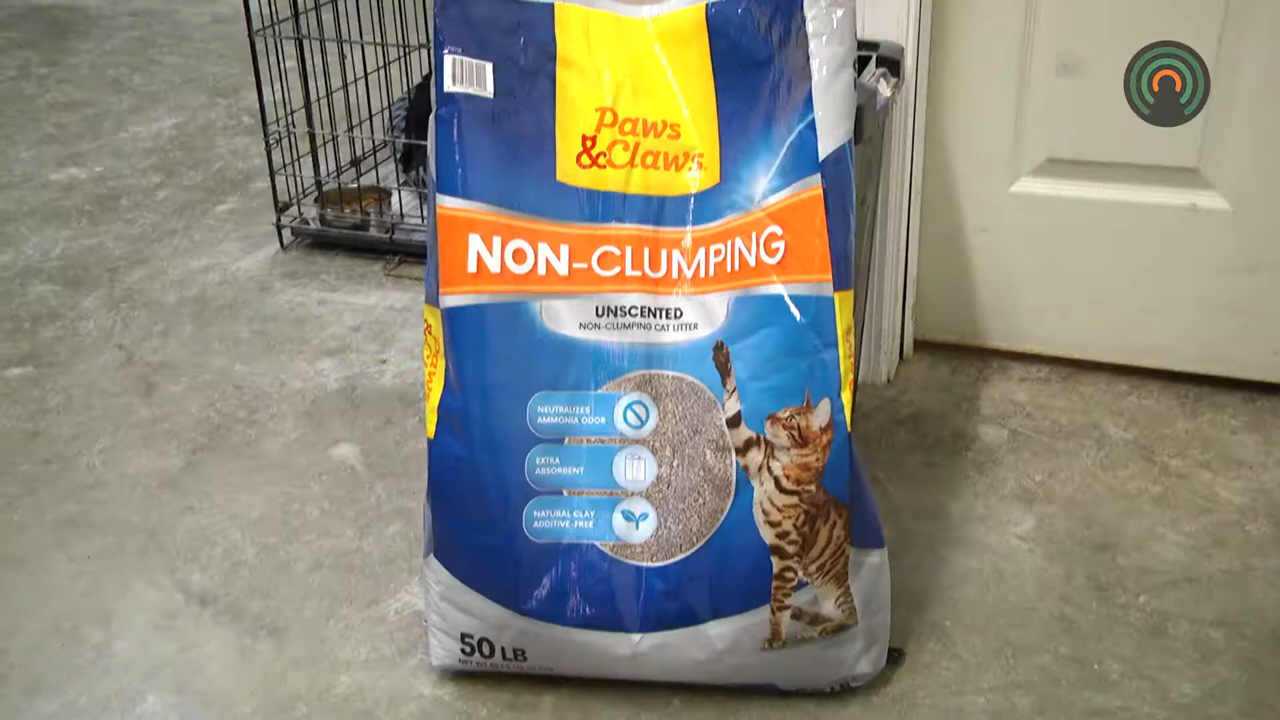 Paws
&Claws
NON-CLUMPING
UNSCENTED
NON-CLUMPING CAT LITTER
NEUTRALIZES
AMMONIA ODOR
EXTRA
ABSORBENT
NATURAL CLAY
ADDITIVE-FREE
50 LB